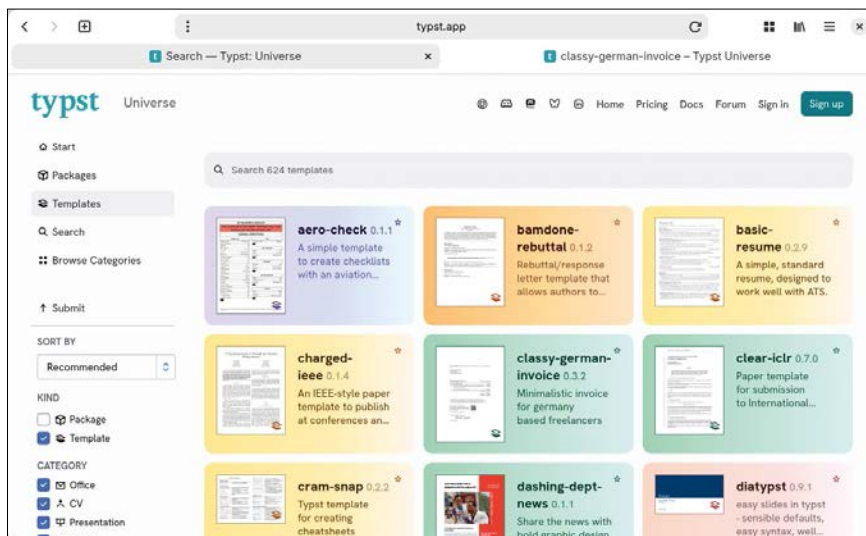 typst.app
Search — Typst: Universe
classy-german-invoice – Typst Universe
typst Universe
Home Pricing Docs Forum Sign in Sign up
Start
Packages
Templates
Search
Browse Categories
Submit
SORT BY
Recommended
KIND
Package
Template
CATEGORY
Office
CV
Presentation
Search 624 templates
aero-check 0.1.1
A simple template
to create checklists
with an aviation...
bamdone-
rebuttal 0.1.2
Rebuttal/response
letter template that
allows authors to...
basic-
resume 0.2.9
A simple, standard
resume, designed to
work well with ATS.
charged-
ieee 0.1.4
An IEEE-style paper
template to publish
at conferences an...
classy-german-
invoice 0.3.2
Minimalistic invoice
for germany
based freelancers
clear-iclr 0.7.0
Paper template
for submission
to International...
cram-snap 0.2.2
Typst template
for creating
cheatsheets
dashing-dept-
news 0.1.1
Share the news with
bold graphic design
diatypst 0.9.1
easy slides in typst
- sensible defaults,
easy syntax, well...